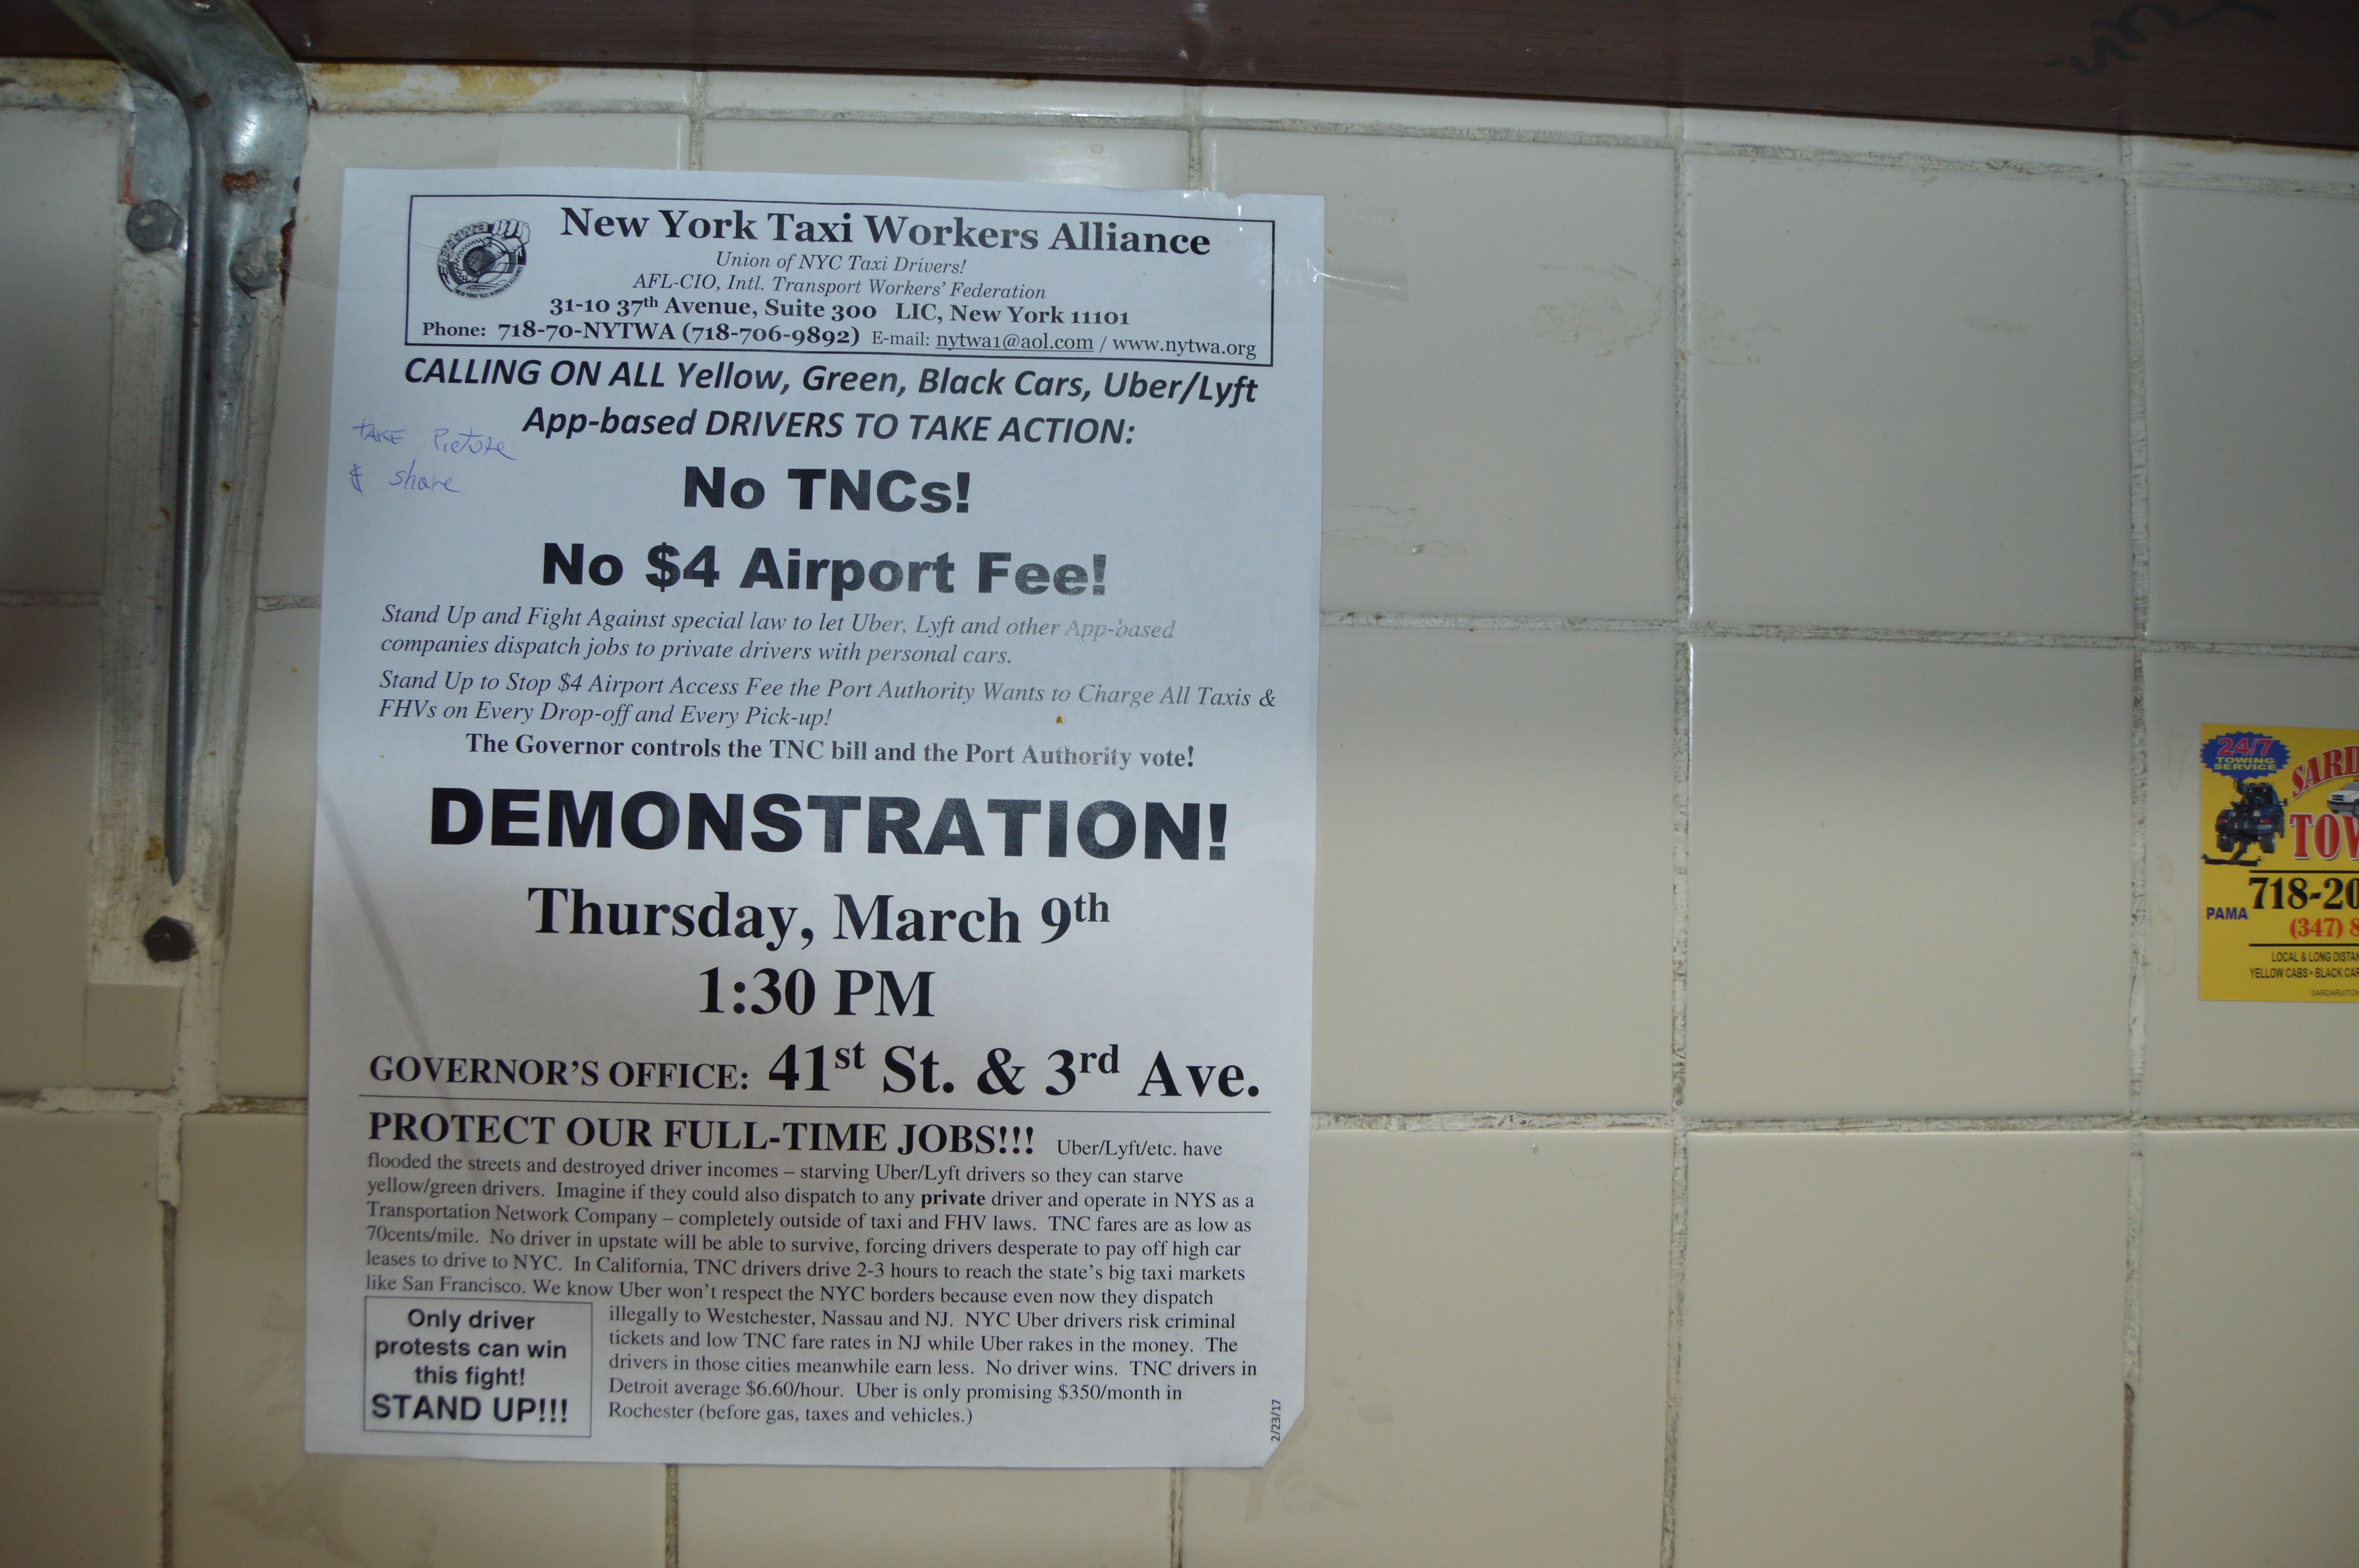 New York Taxi Workers Alliance
Union of NYC Taxi Drivers!
AFL-CIO, Intl. Transport Workers' Federation
31-10 37th Avenue, Suite 300 LIC, New York 11101
Phone: 718-70-NYTWA (718-706-9892) E-mail: nytwa1@aol.com / www.nytwa.org
CALLING ON ALL Yellow, Green, Black Cars, Uber/Lyft
App-based DRIVERS TO TAKE ACTION:
TAKE Picture
& share
No TNCs!
No $4 Airport Fee!
Stand Up and Fight Against special law to let Uber, Lyft and other App-based
companies dispatch jobs to private drivers with personal cars.
Stand Up to Stop $4 Airport Access Fee the Port Authority Wants to Charge All Taxis &
FHVs on Every Drop-off and Every Pick-up!
The Governor controls the TNC bill and the Port Authority vote!
DEMONSTRATION!
Thursday, March 9th
1:30 PM
GOVERNOR'S OFFICE: 41st St. & 3rd Ave.
PROTECT OUR FULL-TIME JOBS!!! Uber/Lyft/etc. have
flooded the streets and destroyed driver incomes – starving Uber/Lyft drivers so they can starve
yellow/green drivers. Imagine if they could also dispatch to any private driver and operate in NYS as a
Transportation Network Company – completely outside of taxi and FHV laws. TNC fares are as low as
70cents/mile. No driver in upstate will be able to survive, forcing drivers desperate to pay off high car
leases to drive to NYC. In California, TNC drivers drive 2-3 hours to reach the state's big taxi markets
like San Francisco. We know Uber won't respect the NYC borders because even now they dispatch
illegally to Westchester, Nassau and NJ. NYC Uber drivers risk criminal
tickets and low TNC fare rates in NJ while Uber rakes in the money. The
drivers in those cities meanwhile earn less. No driver wins. TNC drivers in
Detroit average $6.60/hour. Uber is only promising $350/month in
Rochester (before gas, taxes and vehicles.)
Only driver
protests can win
this fight!
STAND UP!!!
2/23/17
24/7
TOWING
SERVICE
SARD
TOW
718-20
PAMA
(347) 8
LOCAL & LONG DISTAN
YELLOW CABS • BLACK CAR